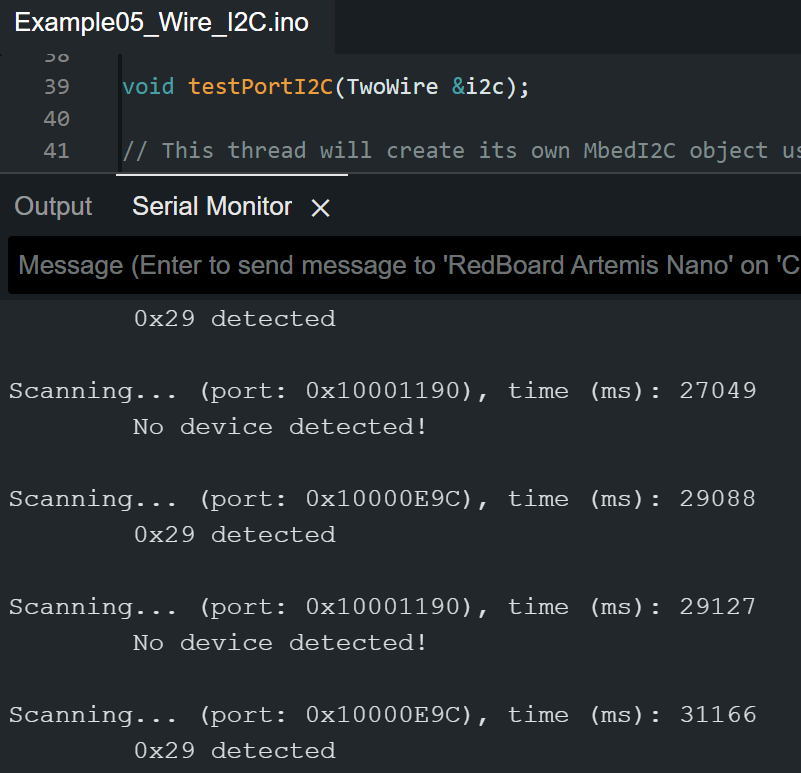 Example05_Wire_I2C.ino
38
39 void testPortI2C(TwoWire &i2c);
40
41 // This thread will create its own MbedI2C object us
Output Serial Monitor
Message (Enter to send message to 'RedBoard Artemis Nano' on 'C
0x29 detected
Scanning... (port: 0x10001190), time (ms): 27049
No device detected!
Scanning... (port: 0x10000E9C), time (ms): 29088
0x29 detected
Scanning... (port: 0x10001190), time (ms): 29127
No device detected!
Scanning... (port: 0x10000E9C), time (ms): 31166
0x29 detected